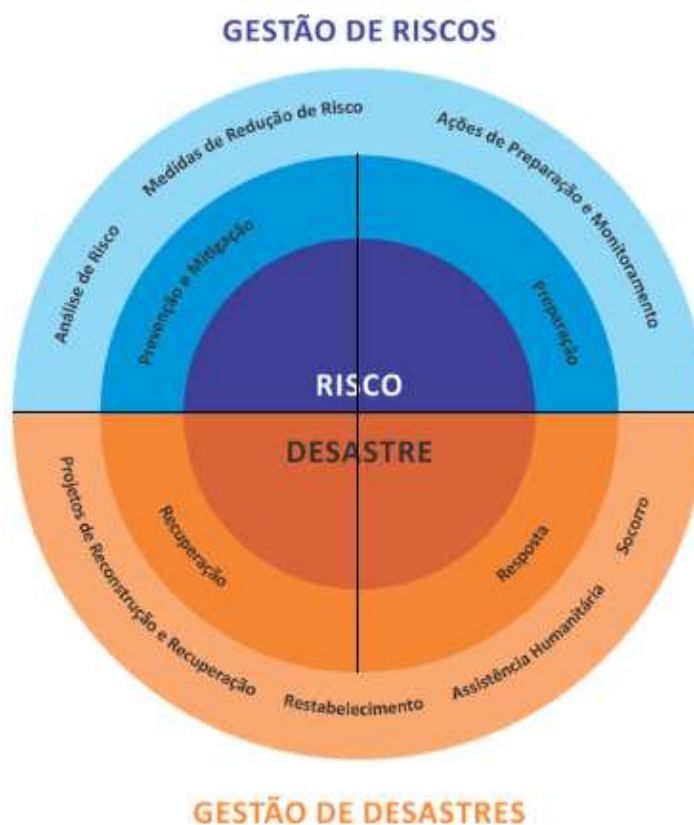 GESTÃO DE RISCOS
Medidas de Redução de Risco
Ações de Preparação e Monitoramento
Análise de Risco
Prevenção e Mitigação
Preparação
RISCO
DESASTRE
Recuperação
Resposta
Socorro
Projetos de Reconstrução e Recuperação
Assistência Humanitária
Restabelecimento
GESTÃO DE DESASTRES